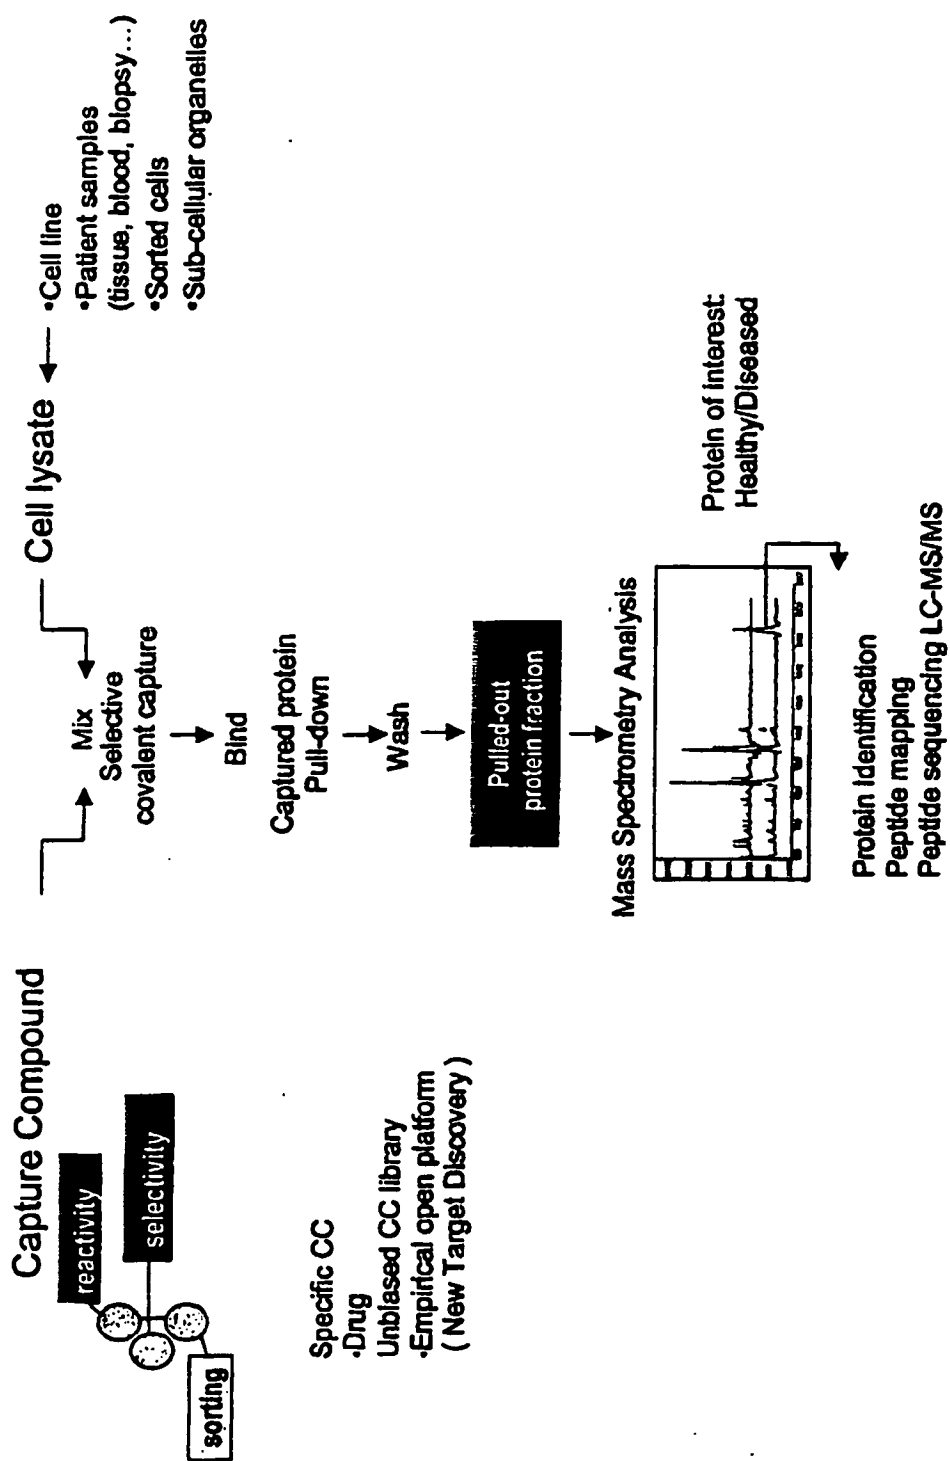 Capture Compound
reactivity
selectivity
sorting
Specific CC
•Drug
Unbiased CC library
•Empirical open platform
( New Target Discovery )
Cell lysate
•Cell line
•Patient samples
(tissue, blood, biopsy...)
•Sorted cells
•Sub-cellular organelles
Mix
Selective
covalent capture
Bind
Captured protein
Pull-down
Wash
Pulled-out
protein fraction
Mass Spectrometry Analysis
Protein of interest:
Healthy/Diseased
Protein Identification
Peptide mapping
Peptide sequencing LC-MS/MS